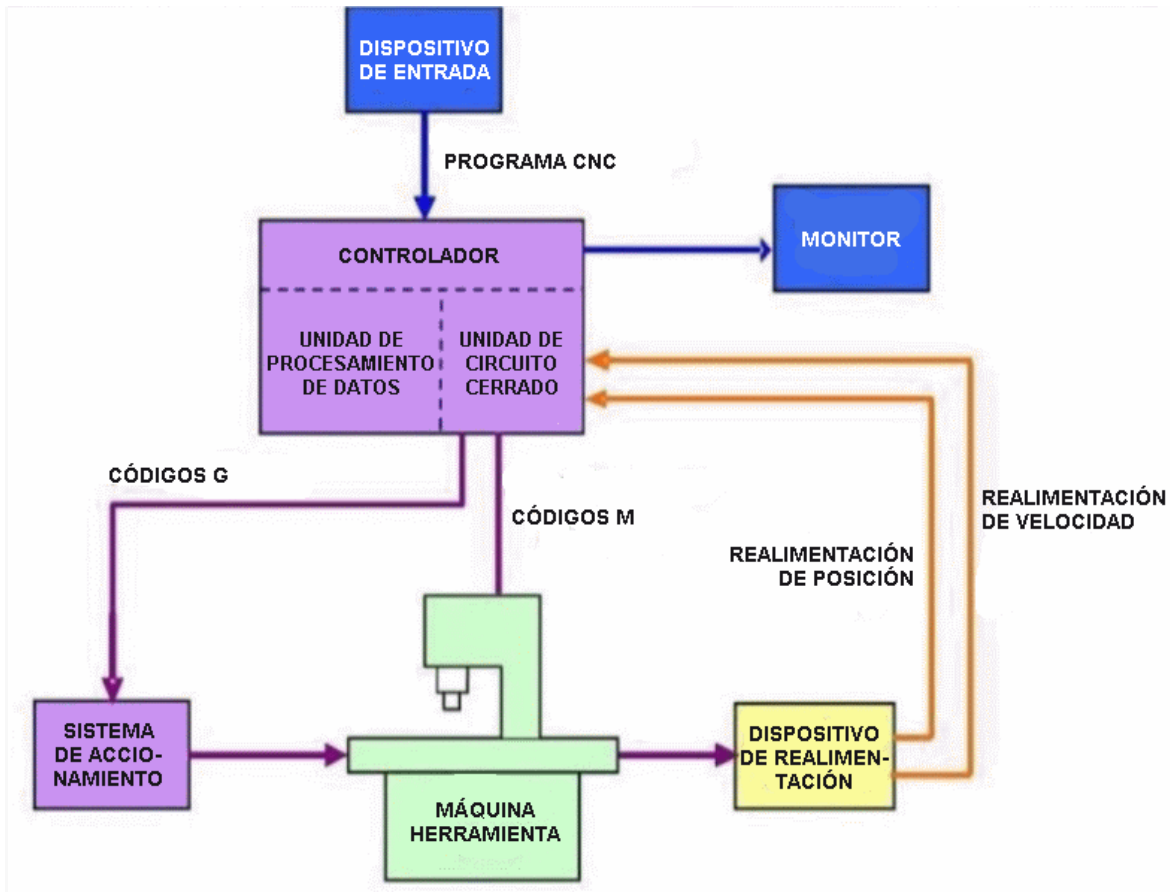 DISPOSITIVO
DE ENTRADA
PROGRAMA CNC
MONITOR
CONTROLADOR
UNIDAD DE
PROCESAMIENTO
DE DATOS
UNIDAD DE
CIRCUITO
CERRADO
CÓDIGOS G
CÓDIGOS M
REALIMENTACIÓN
DE VELOCIDAD
REALIMENTACIÓN
DE POSICIÓN
SISTEMA
DE ACCIO-
NAMIENTO
MÁQUINA
HERRAMIENTA
DISPOSITIVO
DE REALIMEN-
TACIÓN